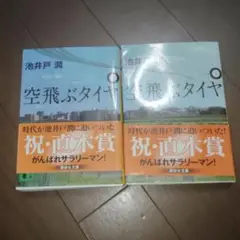 池井戸 潤
空飛ぶタイヤ
時代が池井戸潤に追いついた!
祝・直木賞
がんばれサラリーマン!
講談社文庫
池井戸 潤
空飛ぶタイヤ
時代が池井戸潤に追いついた!
祝・直木賞
がんばれサラリーマン!
講談社文庫